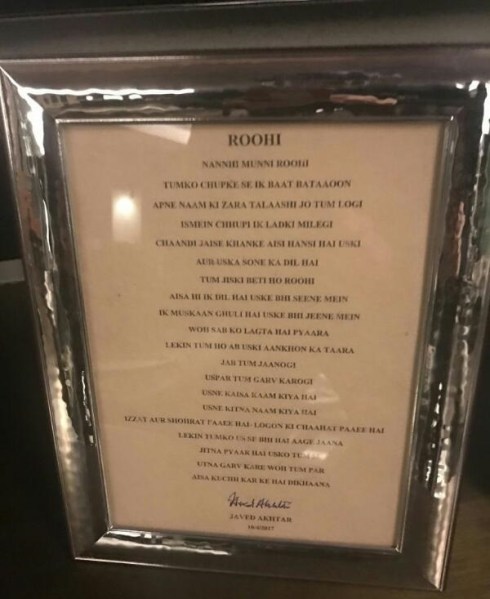 ROOHI
NANNHI MUNNI ROOHI
TUMKO CHUPKE SE IK BAAT BATAAOON
APNE NAAM KI ZARA TALAASHI JO TUM LOGI
ISMEIN CHHUPI IK LADKI MILEGI
CHAANDI JAISE KHANKE AISI HANSI HAI USKI
AUR USKA SONE KA DIL HAI
TUM JISKI BETI HO ROOHI
AISA HI IK DIL HAI USKE BHI SEENE MEIN
IK MUSKAAN GHULI HAI USKE BHI JEENE MEIN
WOH SAB KO LAGTA HAI PYAARA
LEKIN TUM HO AB USKI AANKHON KA TAARA
JAB TUM JAANOGI
USPAR TUM GARV KAROGI
USNE KAISA KAAM KIYA HAI
USNE KITNA NAAM KIYA HAI
IZZAT AUR SHOHRAT PAAEE HAI- LOGON KI CHAAHAT PAAEE HAI
LEKIN TUMKO USSE BHI HAI AAGE JAANA
JITNA PYAAR HAI USKO TUM
UTNA GARV KARE WOH TUM PAR
AISA KUCHH KAR KE HAI DIKHAANA
Javed Akhtar
JAVED AKHTAR